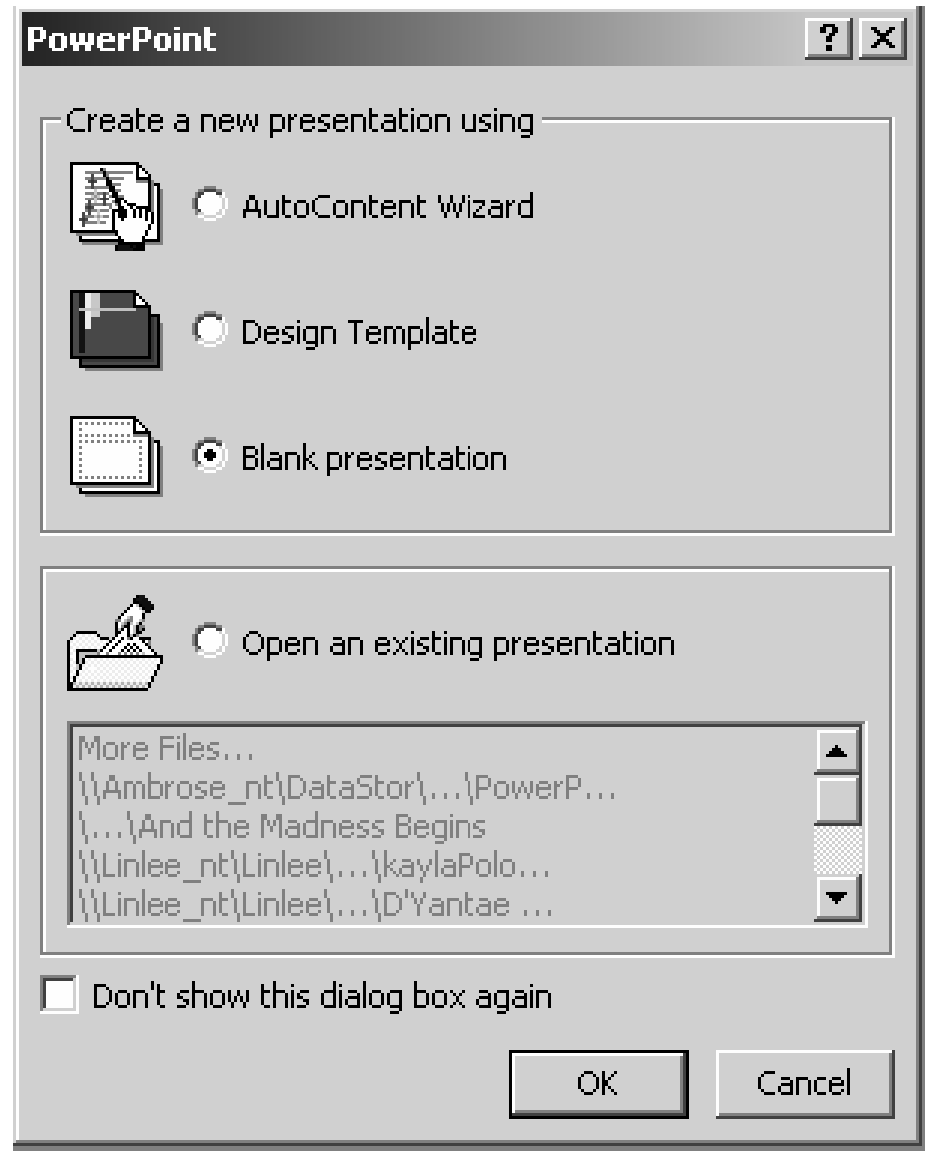 PowerPoint
Create a new presentation using
AutoContent Wizard
Design Template
Blank presentation
Open an existing presentation
More Files...
\\Ambrose_nt\DataStor\...\PowerP...
\...\And the Madness Begins
\\Linlee_nt\Linlee\...\kaylaPolo...
\\Linlee_nt\Linlee\...\D'Yantae ...
Don't show this dialog box again
OK Cancel